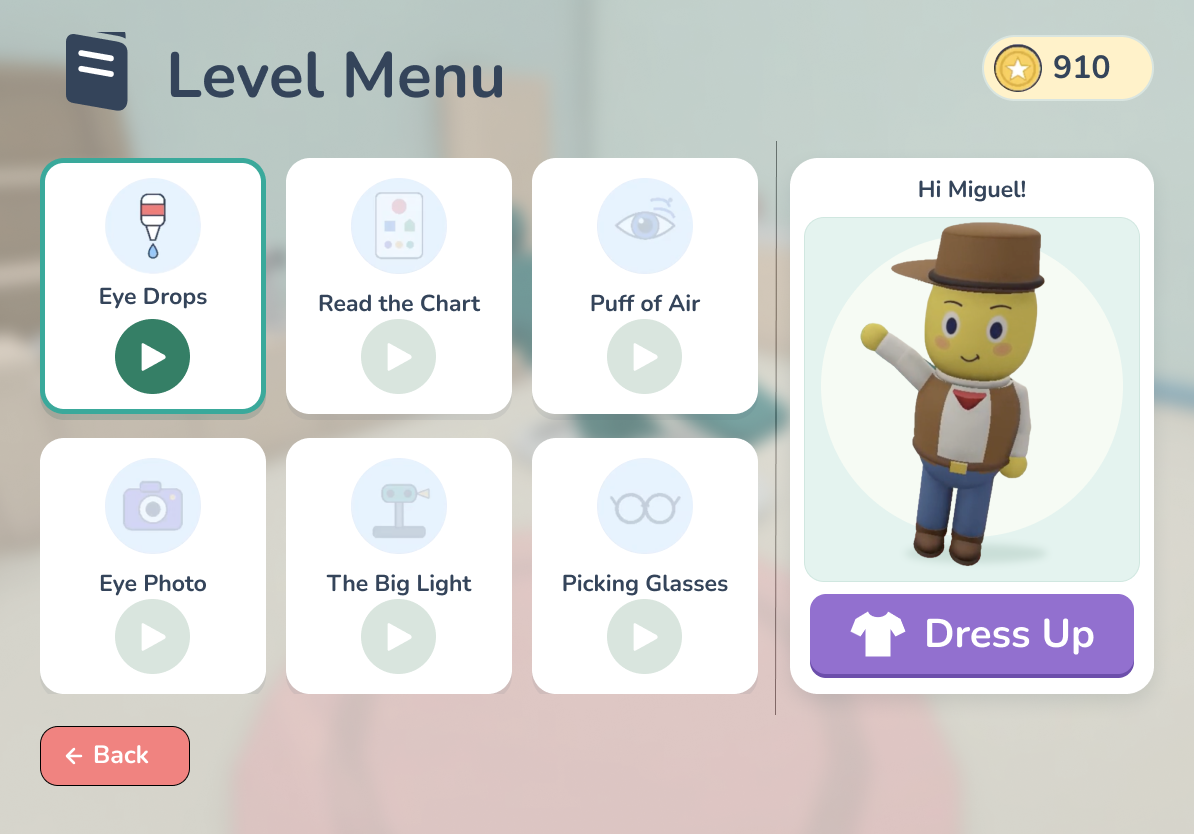 Level Menu
910
Eye Drops
Read the Chart
Puff of Air
Hi Miguel!
Eye Photo
The Big Light
Picking Glasses
Dress Up
Back